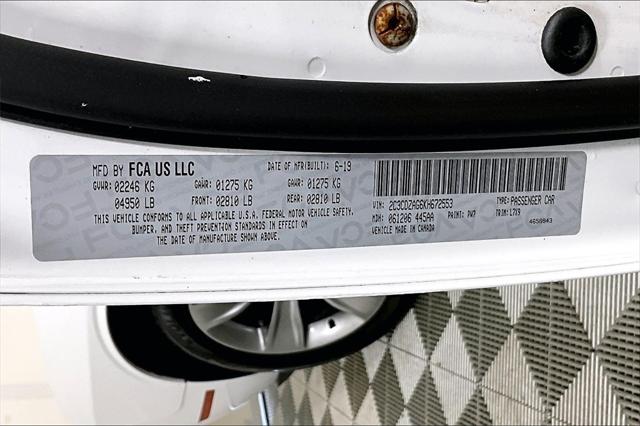 MFD BY FCA US LLC DATE OF MFR(BUILT): 6-19
GVWR: 02246 KG GAWR: 01275 KG GAWR: 01275 KG
04950 LB FRONT: 02810 LB REAR: 02810 LB
THIS VEHICLE CONFORMS TO ALL APPLICABLE U.S.A. FEDERAL MOTOR VEHICLE SAFETY,
BUMPER, AND THEFT PREVENTION STANDARDS IN EFFECT ON
THE DATE OF MANUFACTURE SHOWN ABOVE.
VIN: 2C3CDZAG6KH672553 TYPE: PASSENGER CAR
MDH: 061206 445AA PAINT: PW7 TRIM: L7X9
VEHICLE MADE IN CANADA 4658943